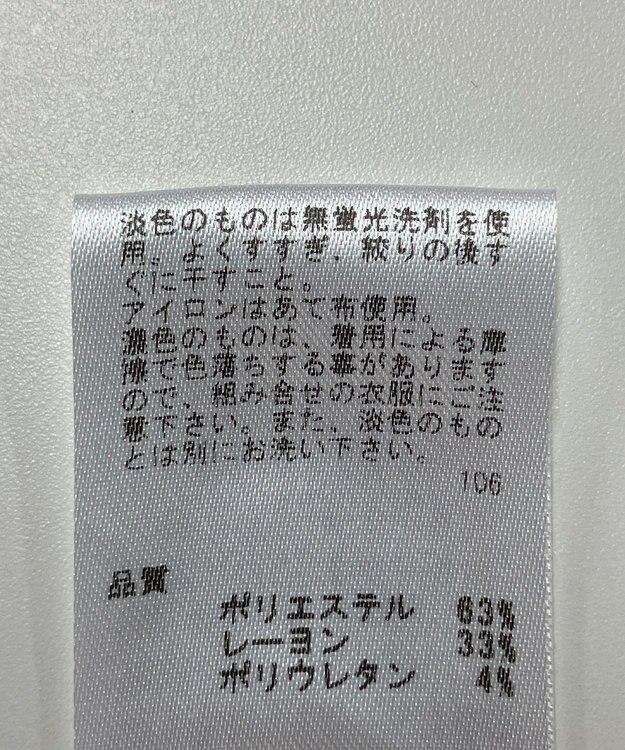 淡色のものは無蛍光洗剤を使
用。よくすすぎ、絞りの後す
ぐに干すこと。
アイロンはあて布使用。
濃色のものは、着用による摩
擦で色落ちする事があります
ので、組み合せの衣服にご注
意下さい。また、淡色のもの
とは別にお洗い下さい。
106
品質
ポリエステル 63%
レーヨン 33%
ポリウレタン 4%